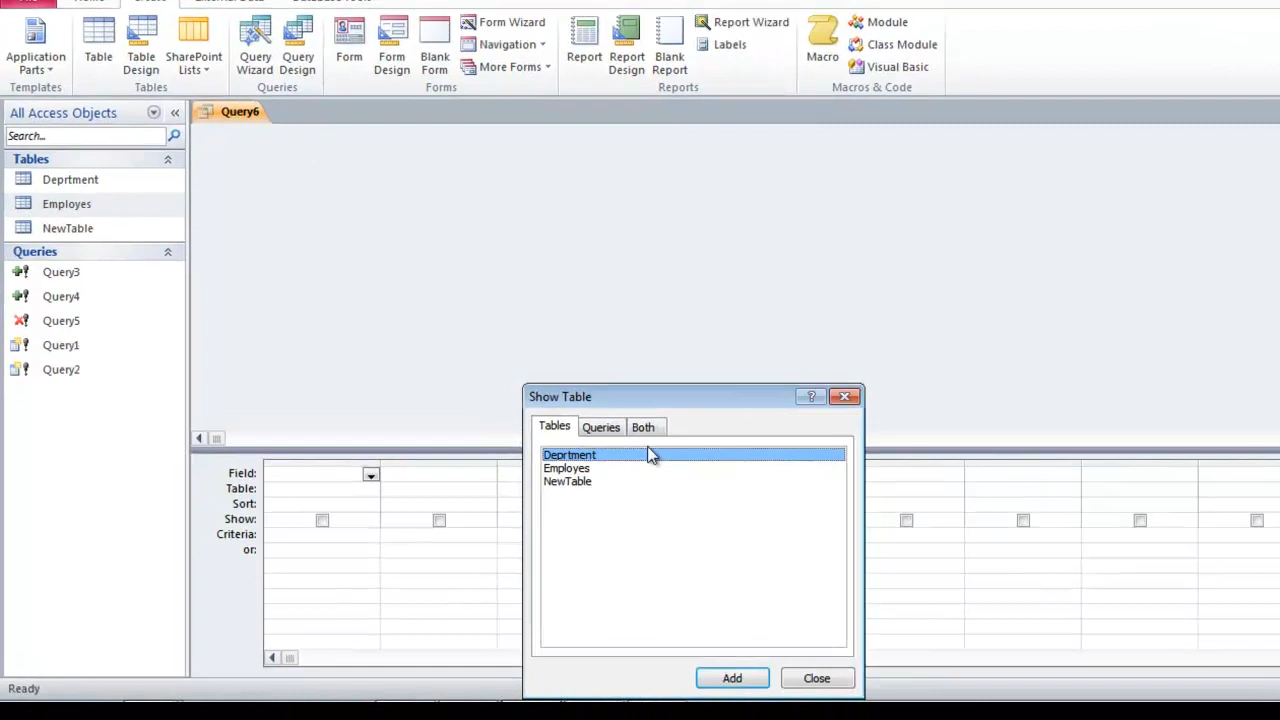 Application Parts
Templates
Table
Table Design
SharePoint Lists
Tables
Query Wizard
Query Design
Queries
Form
Form Design
Blank Form
Form Wizard
Navigation
More Forms
Forms
Report
Report Design
Blank Report
Report Wizard
Labels
Reports
Macro
Module
Class Module
Visual Basic
Macros & Code
All Access Objects
Search...
Tables
Deprtment
Employes
NewTable
Queries
Query3
Query4
Query5
Query1
Query2
Query6
Show Table
Tables
Queries
Both
Deprtment
Employes
NewTable
Add
Close
Field:
Table:
Sort:
Show:
Criteria:
or:
Ready